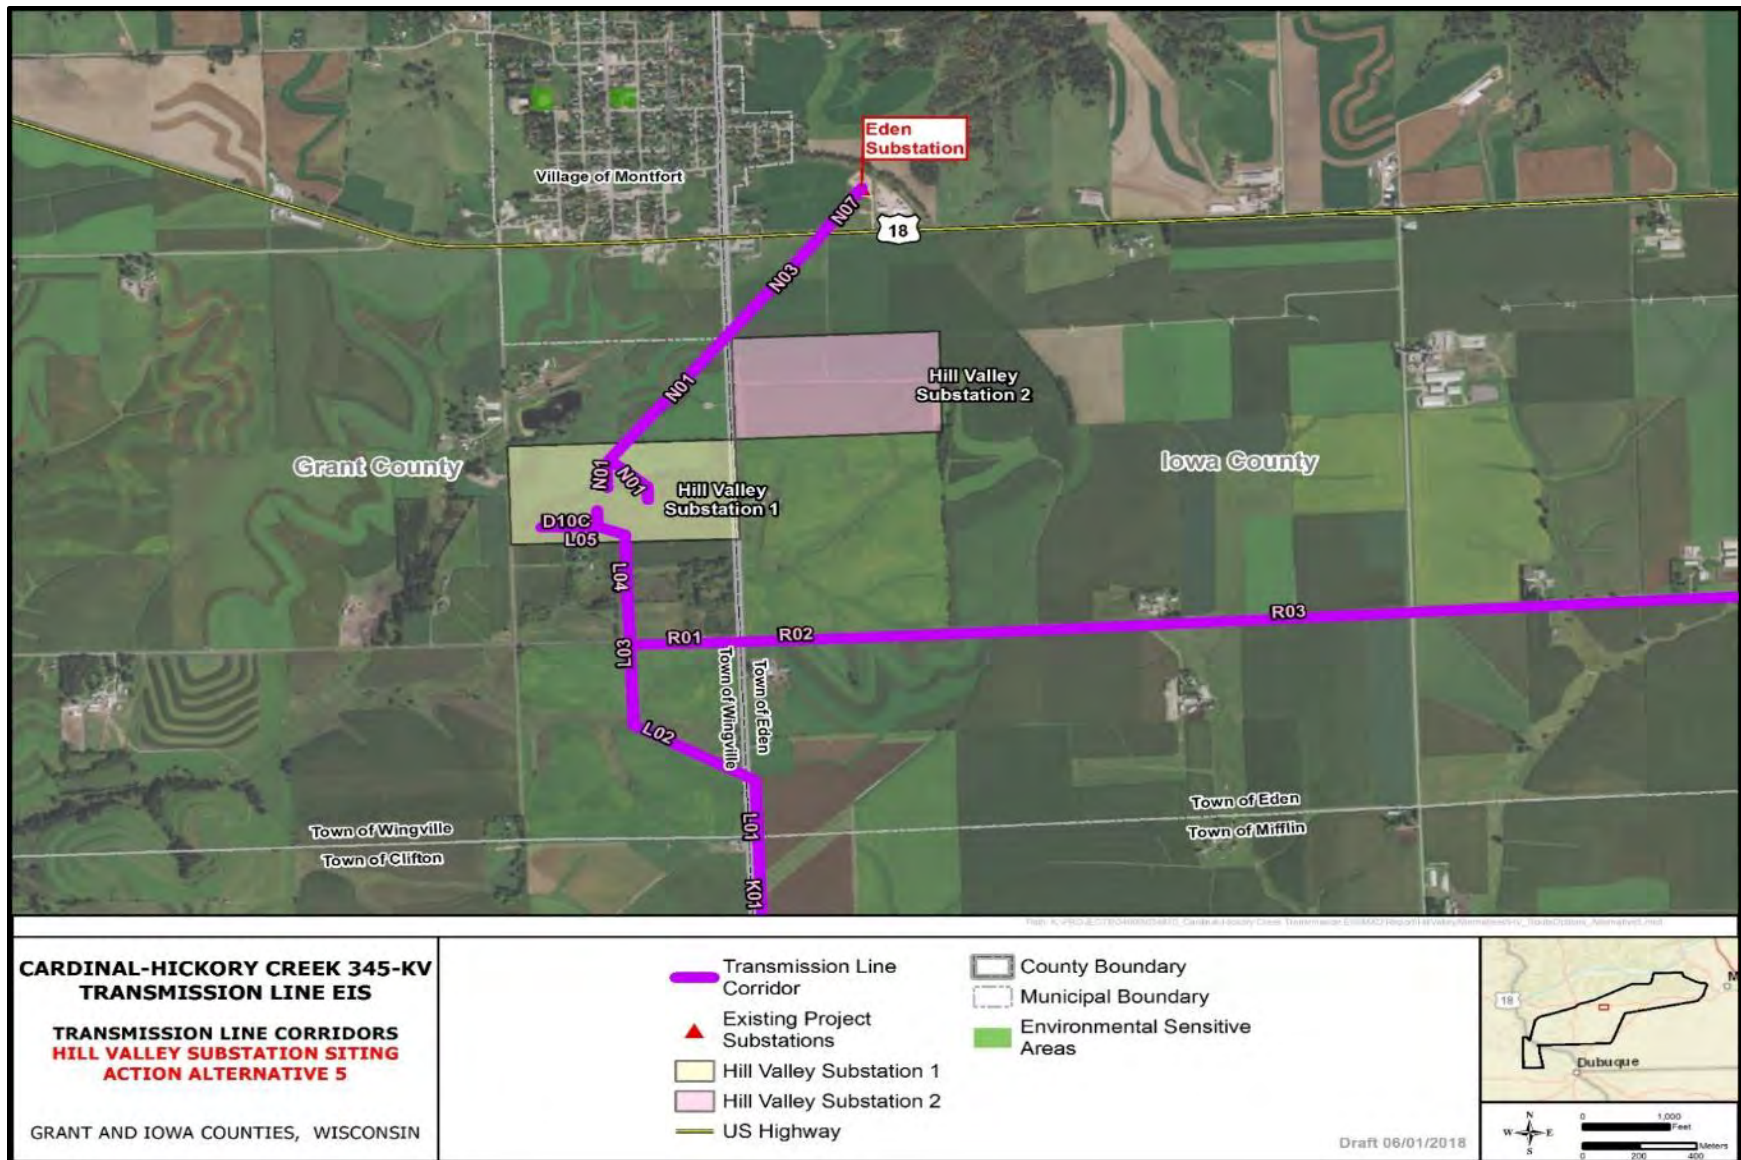 Eden
Substation
Village of Montfort
N07
18
N03
N01
Hill Valley
Substation 2
Grant County
Iowa County
N01
N01
Hill Valley
Substation 1
D10C
L05
L04
R01
R02
R03
L03
Town of Wingville
Town of Eden
L02
L01
Town of Wingville
Town of Clifton
Town of Eden
Town of Mifflin
K01
CARDINAL-HICKORY CREEK 345-KV
TRANSMISSION LINE EIS
TRANSMISSION LINE CORRIDORS
HILL VALLEY SUBSTATION SITING
ACTION ALTERNATIVE 5
GRANT AND IOWA COUNTIES, WISCONSIN
Transmission Line
Corridor
Existing Project
Substations
Hill Valley Substation 1
Hill Valley Substation 2
US Highway
County Boundary
Municipal Boundary
Environmental Sensitive
Areas
Draft 06/01/2018
18
M
Dubuque
N
W E
S
0 1,000
Feet
Meters
0 200 400